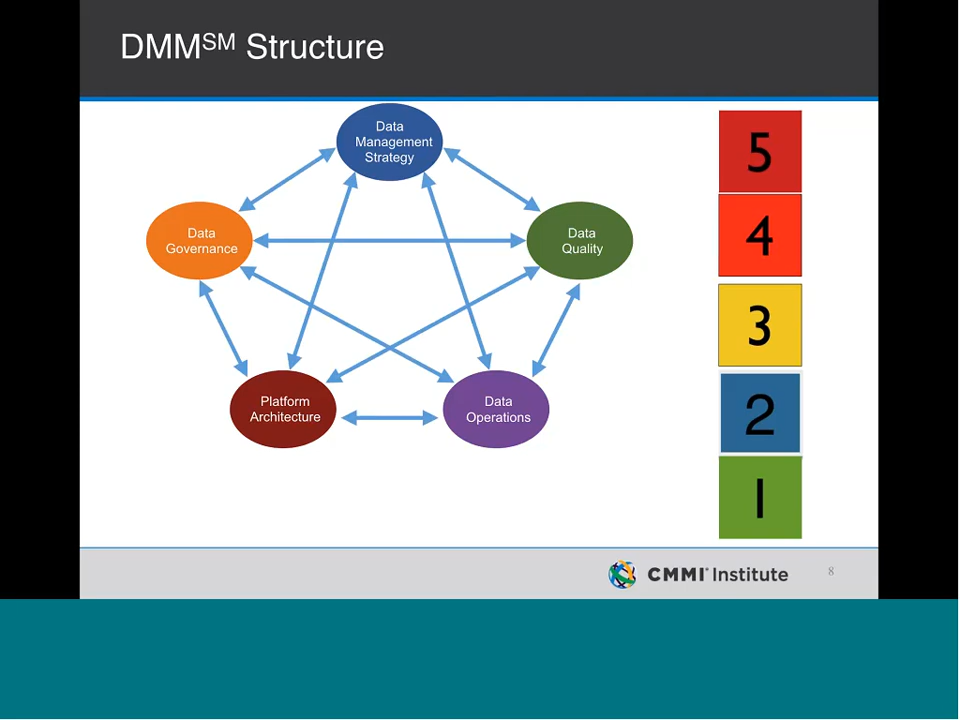 DMMSM Structure
Data
Management
Strategy
Data
Governance
Data
Quality
Platform
Architecture
Data
Operations
5
4
3
2
1
CMMI® Institute
8